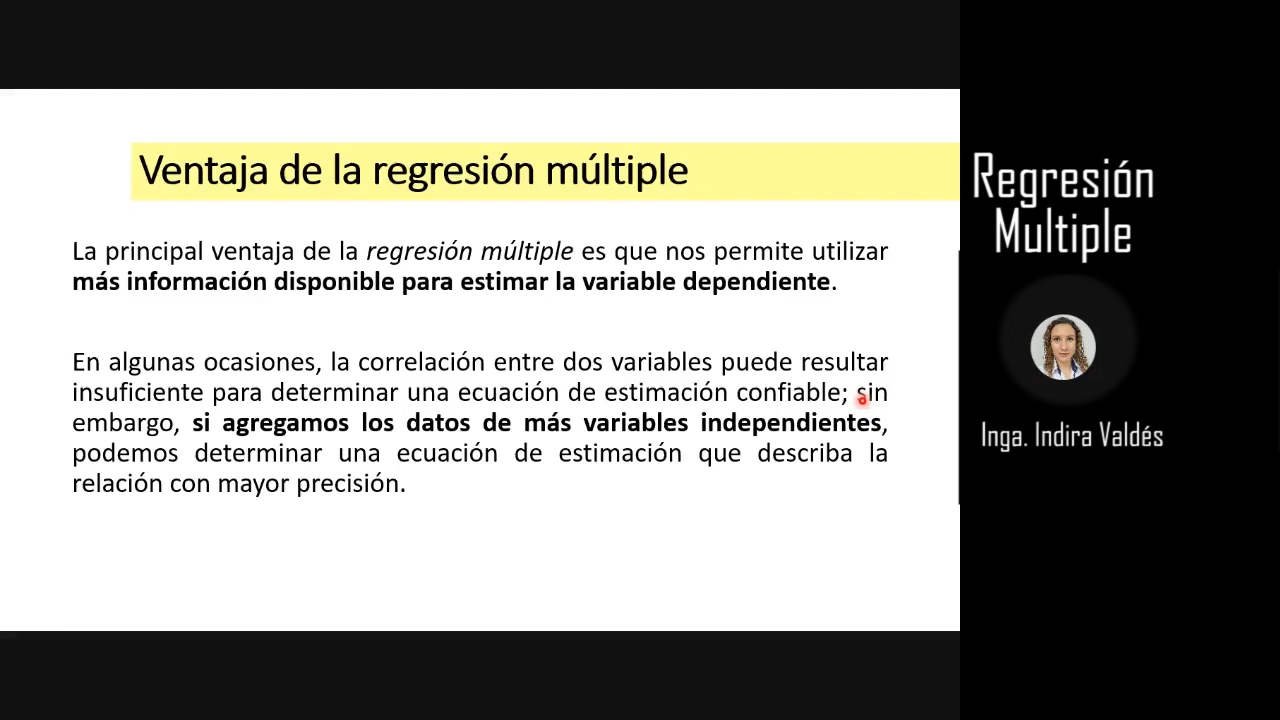 Ventaja de la regresión múltiple
La principal ventaja de la regresión múltiple es que nos permite utilizar
más información disponible para estimar la variable dependiente.
En algunas ocasiones, la correlación entre dos variables puede resultar
insuficiente para determinar una ecuación de estimación confiable; sin
embargo, si agregamos los datos de más variables independientes,
podemos determinar una ecuación de estimación que describa la
relación con mayor precisión.
Regresión
Multiple
Inga. Indira Valdés